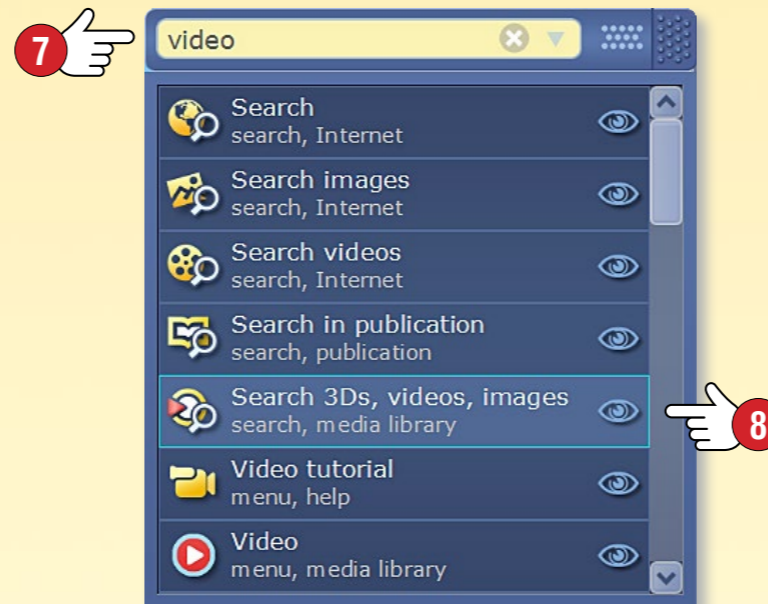 7
video
Search
search, Internet
Search images
search, Internet
Search videos
search, Internet
Search in publication
search, publication
Search 3Ds, videos, images
search, media library
8
Video tutorial
menu, help
Video
menu, media library